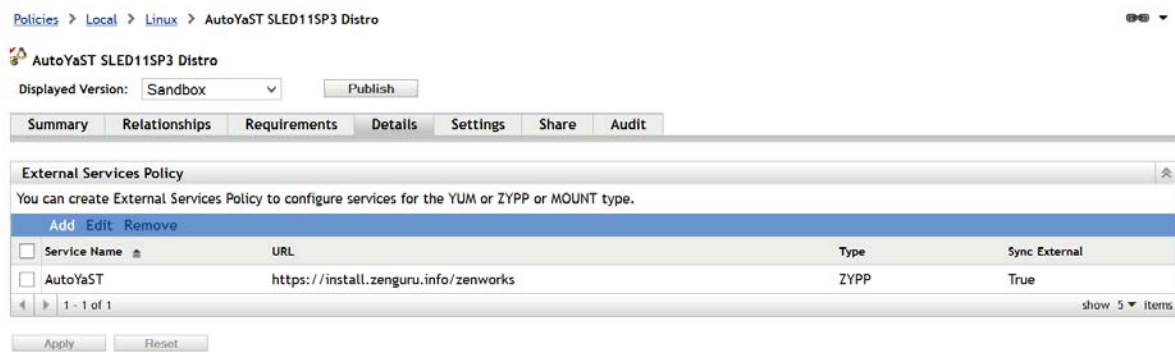 Policies > Local > Linux > AutoYaST SLED11SP3 Distro
AutoYaST SLED11SP3 Distro
Displayed Version: Sandbox Publish
Summary Relationships Requirements Details Settings Share Audit
External Services Policy
You can create External Services Policy to configure services for the YUM or ZYPP or MOUNT type.
Add Edit Remove
Service Name URL Type Sync External
AutoYaST https://install.zenguru.info/zenworks ZYPP True
1 - 1 of 1 show 5 items
Apply Reset